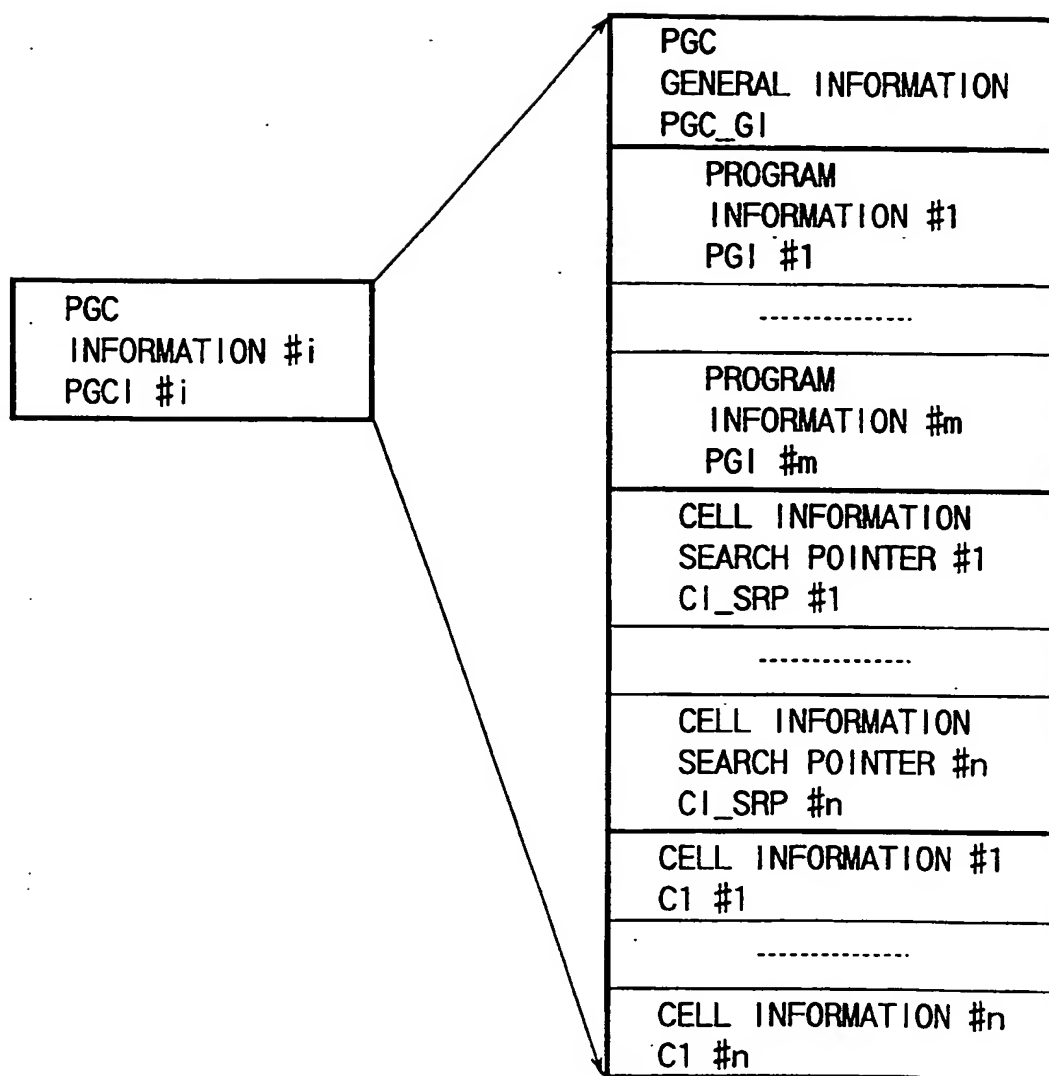 PGC
INFORMATION #i
PGCI #i
PGC
GENERAL INFORMATION
PGC_GI
PROGRAM
INFORMATION #1
PGI #1
---------------
PROGRAM
INFORMATION #m
PGI #m
CELL INFORMATION
SEARCH POINTER #1
CI_SRP #1
---------------
CELL INFORMATION
SEARCH POINTER #n
CI_SRP #n
CELL INFORMATION #1
C1 #1
---------------
CELL INFORMATION #n
C1 #n